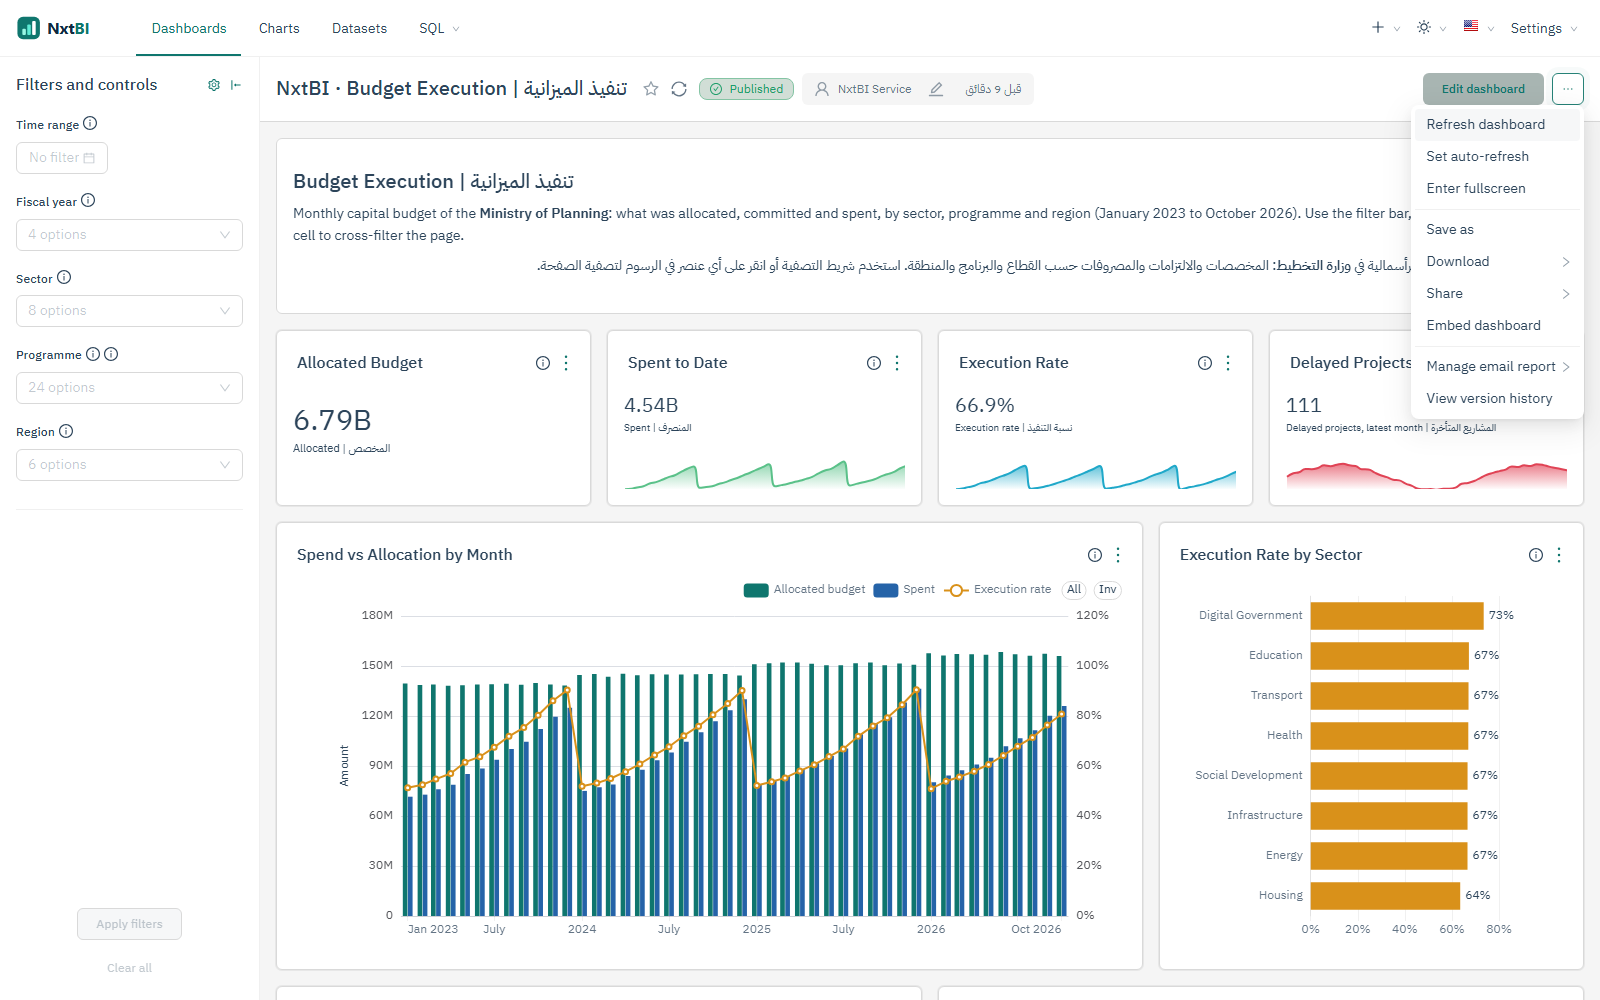 NxtBI
Dashboards
Charts
Datasets
SQL
Settings
Filters and controls
Time range
No filter
Fiscal year
4 options
Sector
8 options
Programme
24 options
Region
6 options
Apply filters
Clear all
NxtBI · Budget Execution | تنفيذ الميزانية
Published
NxtBI Service
قبل 9 دقائق
Edit dashboard
Refresh dashboard
Set auto-refresh
Enter fullscreen
Save as
Download
Share
Embed dashboard
Manage email report
View version history
Budget Execution | تنفيذ الميزانية
Monthly capital budget of the Ministry of Planning: what was allocated, committed and spent, by sector, programme and region (January 2023 to October 2026). Use the filter bar,
cell to cross-filter the page.
رأسمالية في وزارة التخطيط: المخصصات والالتزامات والمصروفات حسب القطاع والبرنامج والمنطقة. استخدم شريط التصفية أو انقر على أي عنصر في الرسوم لتصفية الصفحة.
Allocated Budget
6.79B
Allocated | المخصص
Spent to Date
4.54B
Spent | المنصرف
Execution Rate
66.9%
Execution rate | نسبة التنفيذ
Delayed Projects
111
Delayed projects, latest month | المشاريع المتأخرة
Spend vs Allocation by Month
Allocated budget
Spent
Execution rate
All
Inv
180M
150M
120M
90M
60M
30M
0
Amount
120%
100%
80%
60%
40%
20%
0%
Jan 2023
July
2024
July
2025
July
2026
Oct 2026
Execution Rate by Sector
Digital Government 73%
Education 67%
Transport 67%
Health 67%
Social Development 67%
Infrastructure 67%
Energy 67%
Housing 64%
0%
20%
40%
60%
80%